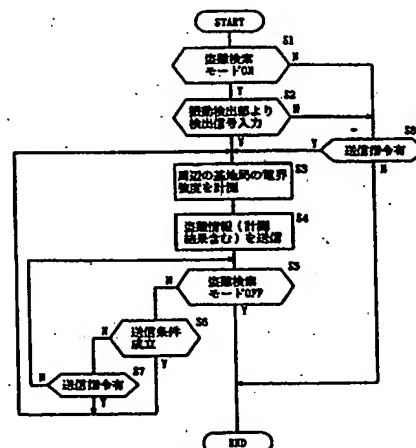 START
S1
盗難検索
モードON
N
Y
S2
振動検出部より
検出信号入力
N
Y
Y
S8
送信指令有
N
S3
周辺の基地局の電界
強度を計測
S4
盗難情報(計測
結果含む)を送信
S5
盗難検索
モードOFF
N
Y
S6
送信条件
成立
N
Y
S7
送信指令有
N
Y
END